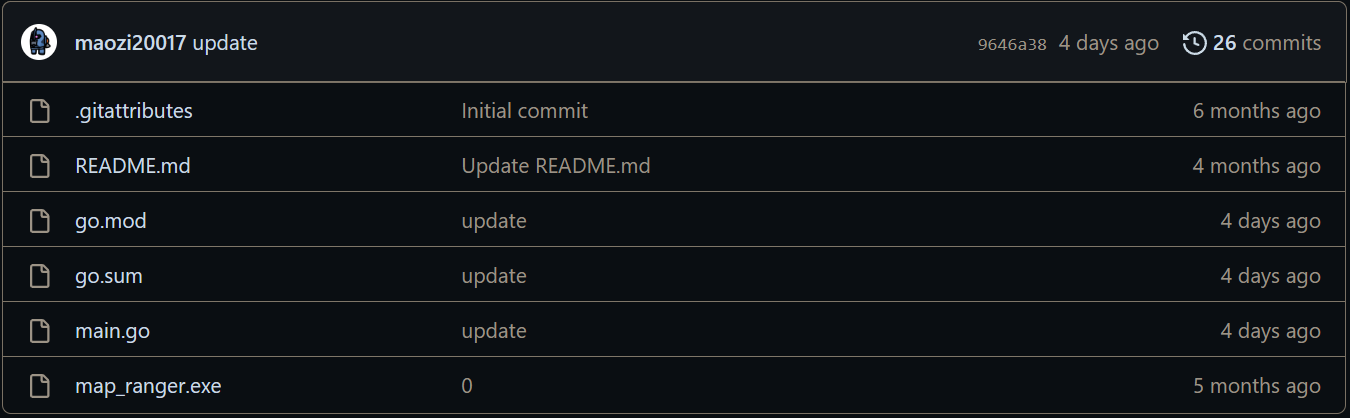 maozi20017 update 9646a38 4 days ago 26 commits
.gitattributes Initial commit 6 months ago
README.md Update README.md 4 months ago
go.mod update 4 days ago
go.sum update 4 days ago
main.go update 4 days ago
map_ranger.exe 0 5 months ago